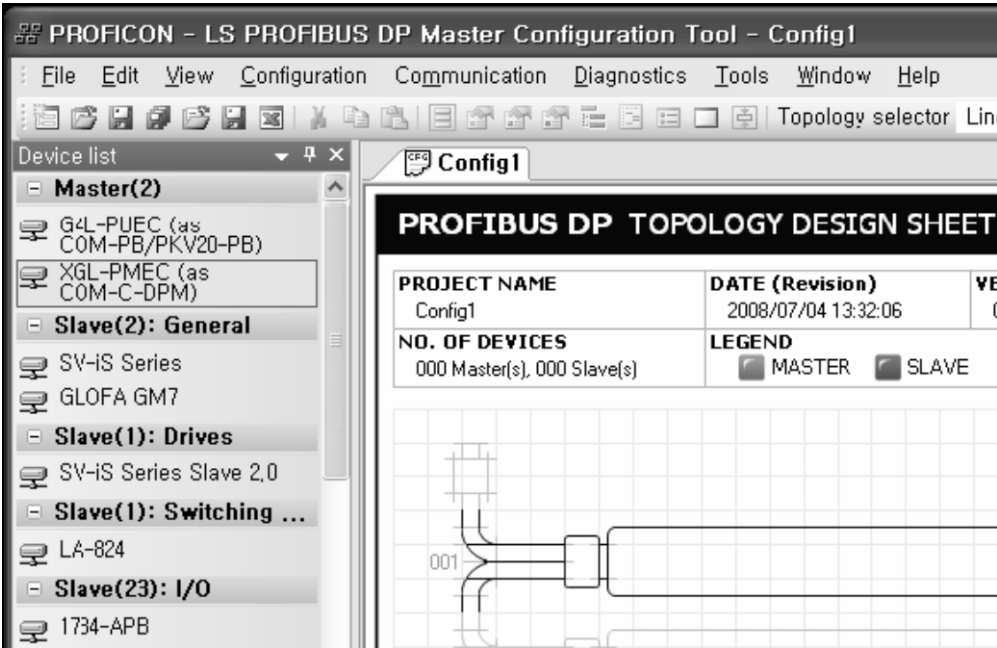 PROFICON - LS PROFIBUS DP Master Configuration Tool - Config1
File Edit View Configuration Communication Diagnostics Tools Window Help
Topology selector
Device list
CFG Config1
Master(2)
G4L-PUEC (as
COM-PB/PKV20-PB)
XGL-PMEC (as
COM-C-DPM)
Slave(2): General
SV-iS Series
GLOFA GM7
Slave(1): Drives
SV-iS Series Slave 2,0
Slave(1): Switching ...
LA-824
Slave(23): I/O
1734-APB
PROFIBUS DP TOPOLOGY DESIGN SHEET
PROJECT NAME
Config1
DATE (Revision)
2008/07/04 13:32:06
NO. OF DEVICES
000 Master(s), 000 Slave(s)
LEGEND
MASTER SLAVE
001